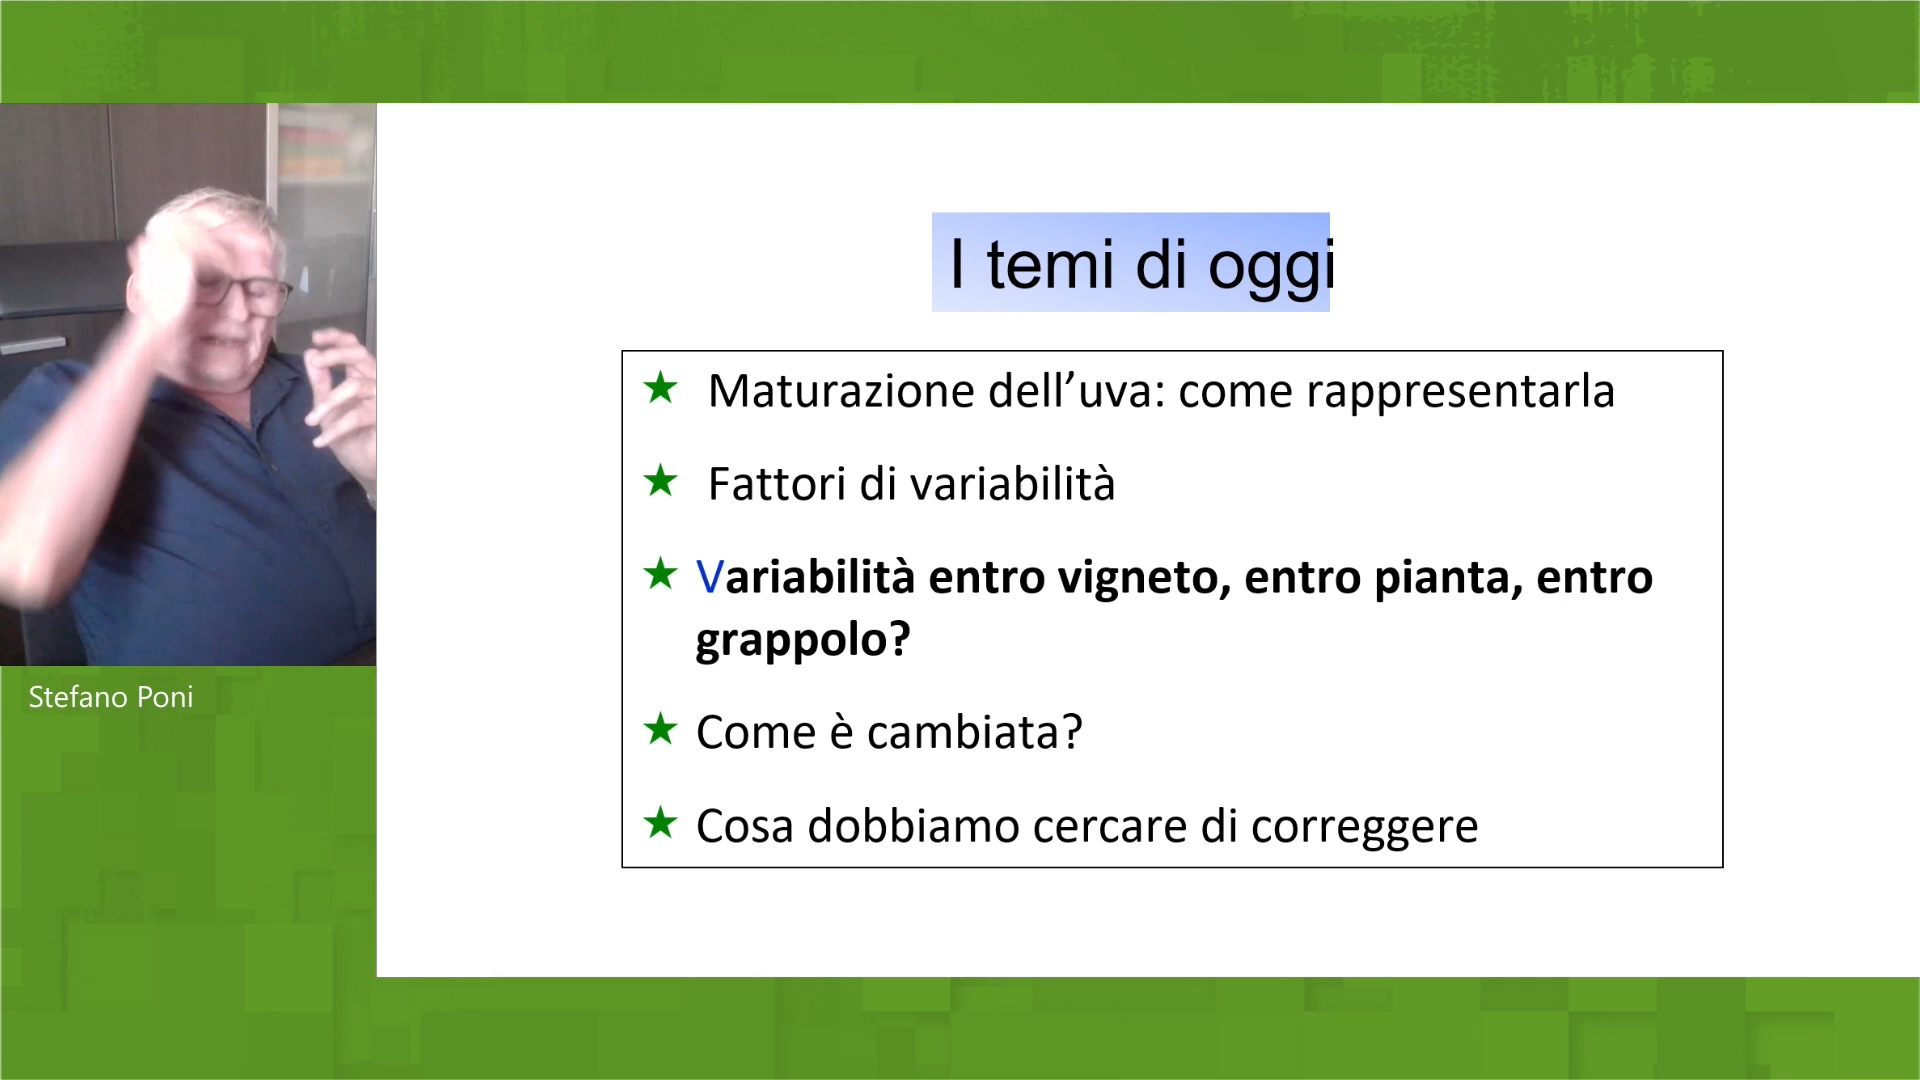 I temi di oggi
★ Maturazione dell’uva: come rappresentarla
★ Fattori di variabilità
★ Variabilità entro vigneto, entro pianta, entro
grappolo?
★ Come è cambiata?
★ Cosa dobbiamo cercare di correggere
Stefano Poni